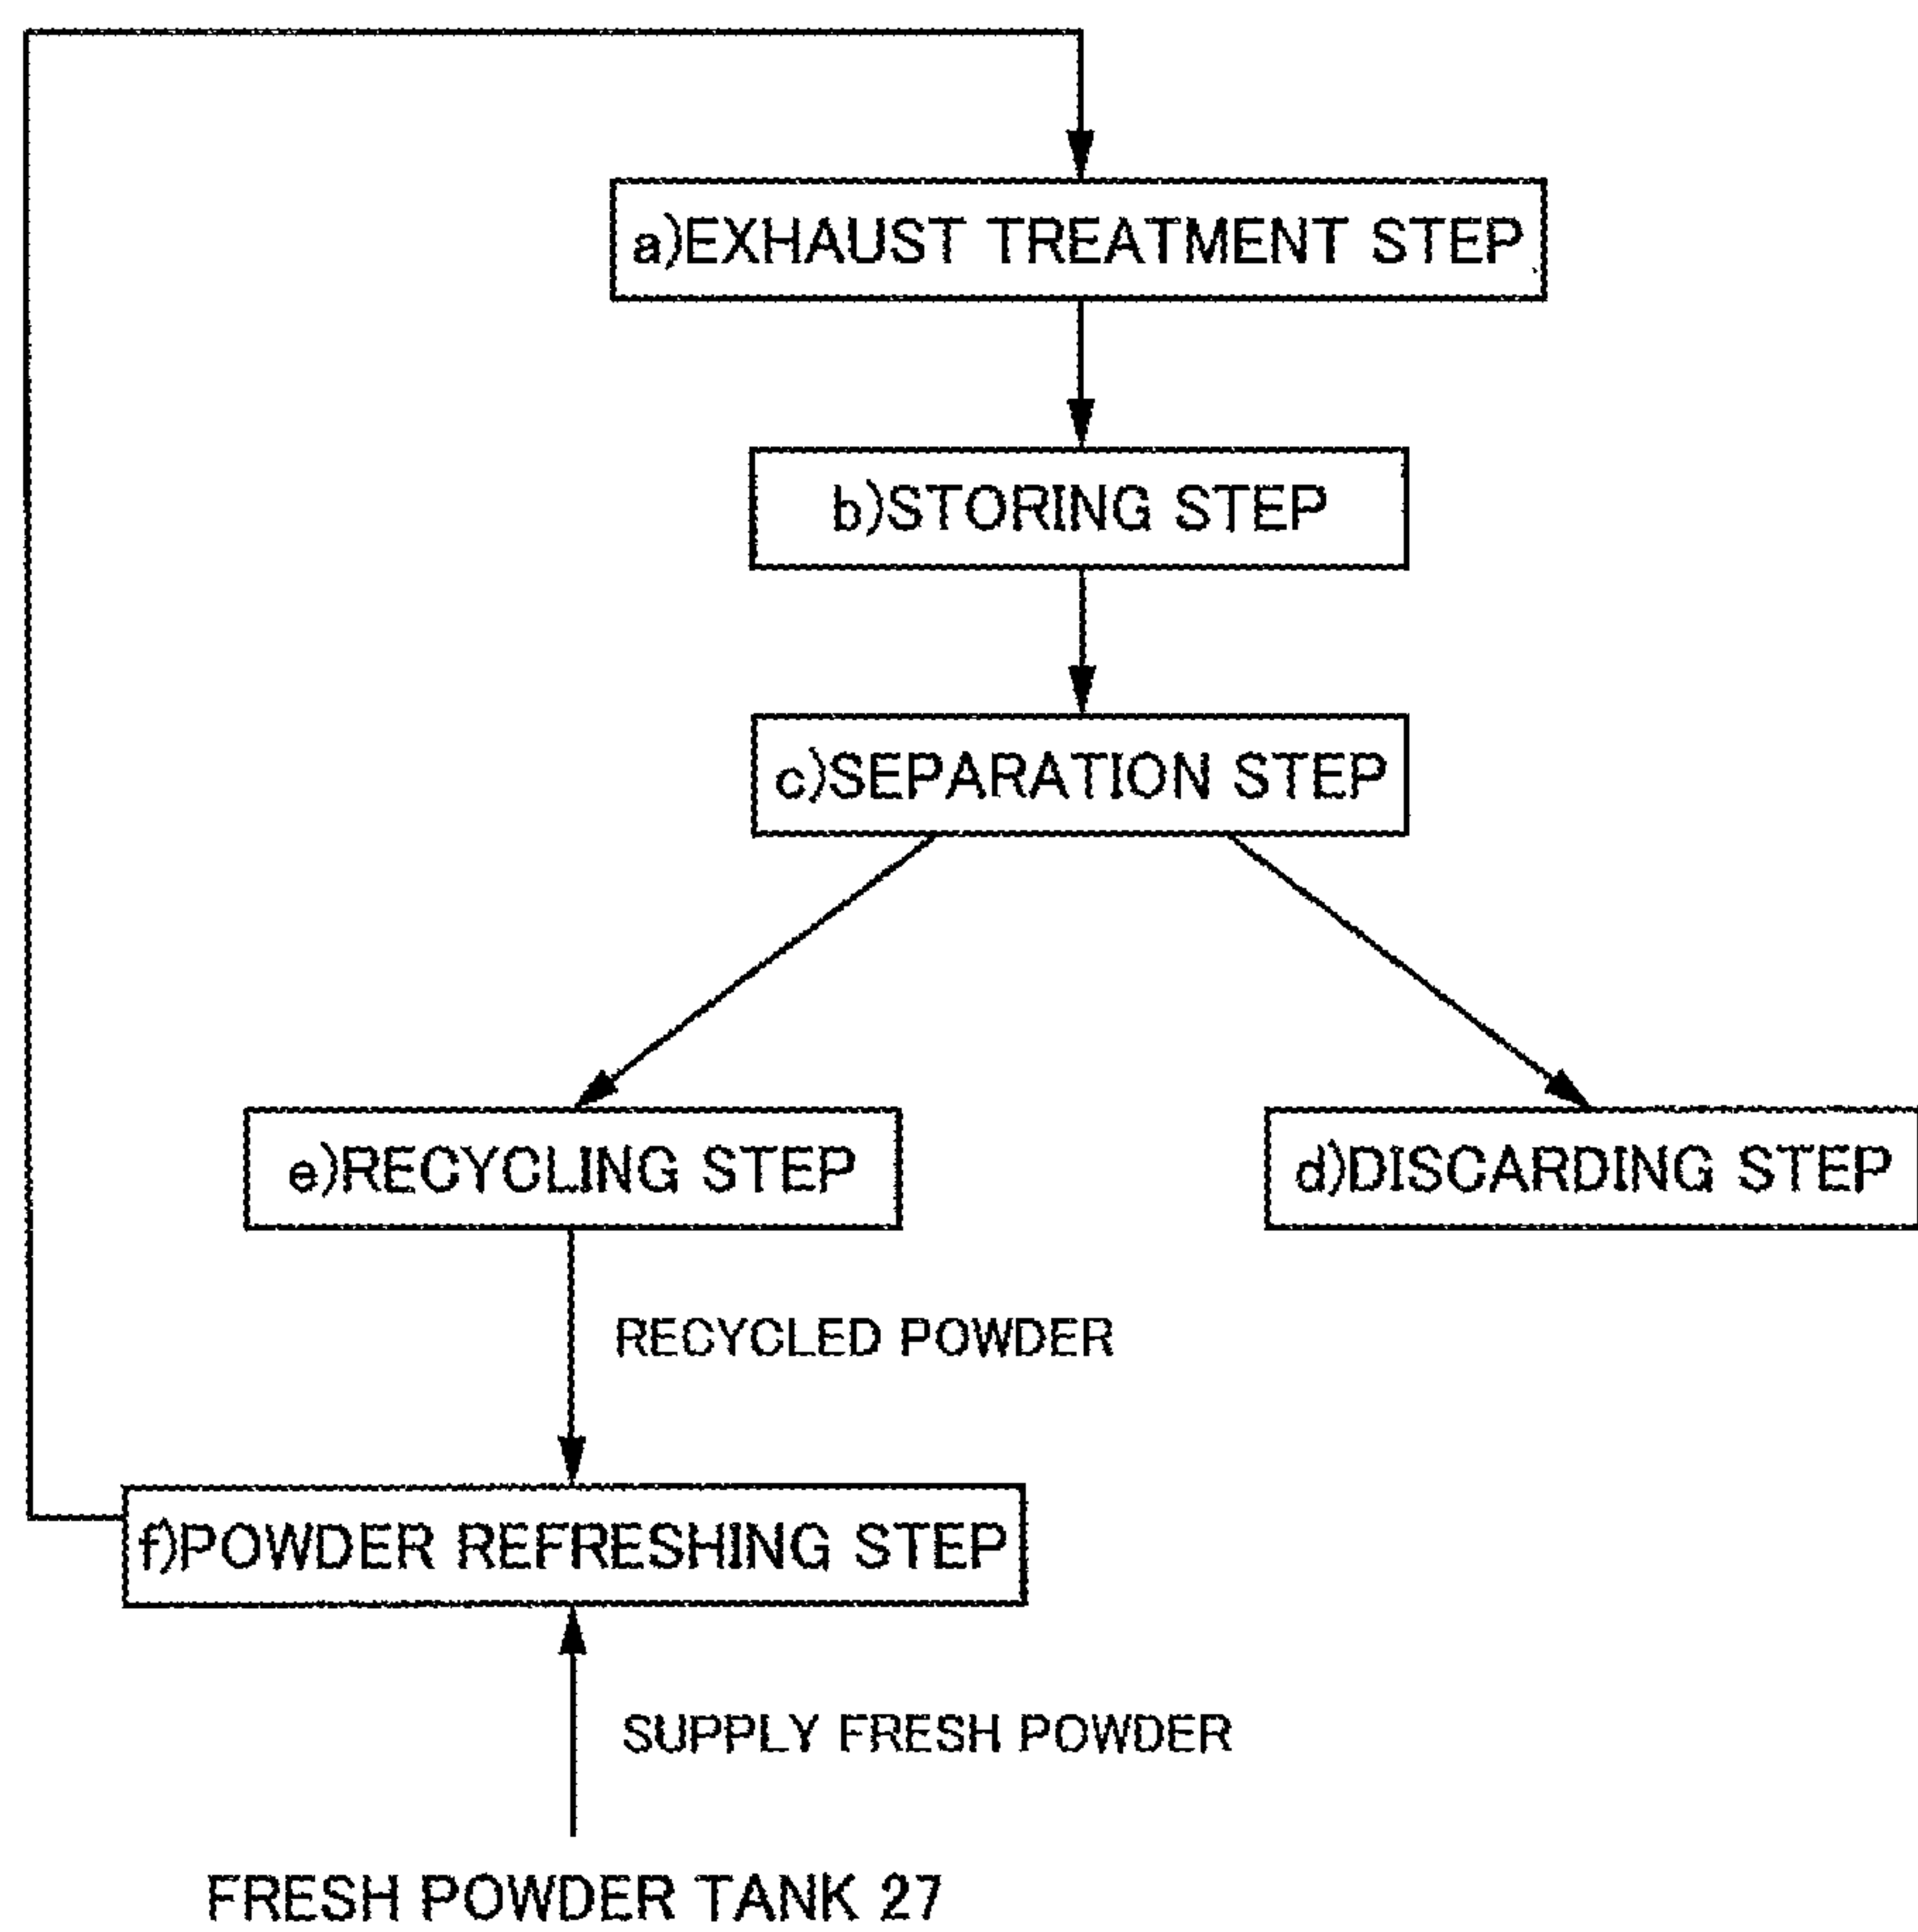 a)EXHAUST TREATMENT STEP
b)STORING STEP
c)SEPARATION STEP
e)RECYCLING STEP
d)DISCARDING STEP
RECYCLED POWDER
f)POWDER REFRESHING STEP
SUPPLY FRESH POWDER
FRESH POWDER TANK 27